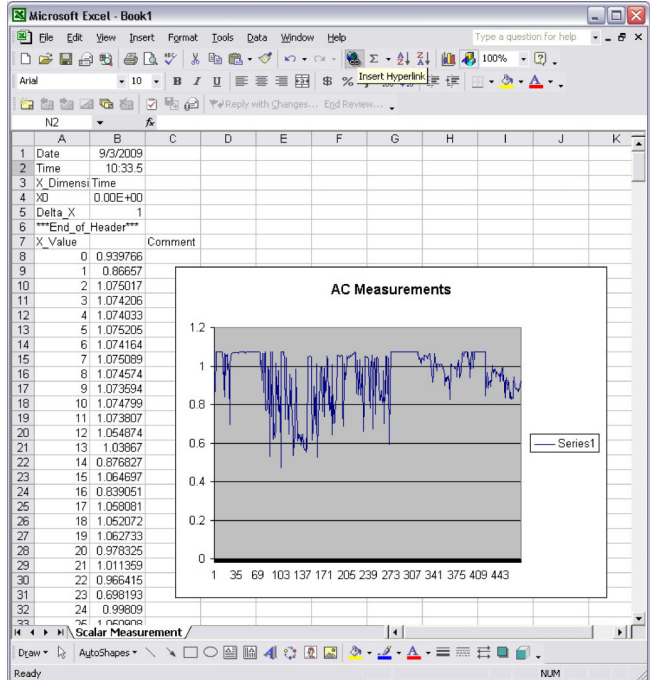 Microsoft Excel - Book1
File Edit View Insert Format Tools Data Window Help Type a question for help
Σ 100%
Arial 10 B I U $ %
Insert Hyperlink
Reply with Changes... End Review...
N2 fx
A B C D E F G H I J K
1 Date 9/3/2009
2 Time 10:33.5
3 X_Dimensi Time
4 X0 0.00E+00
5 Delta_X 1
6 ***End_of_Header***
7 X_Value Comment
8 0 0.939766
9 1 0.86657
10 2 1.075017
11 3 1.074206
12 4 1.074033
13 5 1.075205
14 6 1.074164
15 7 1.075089
16 8 1.074574
17 9 1.073594
18 10 1.074799
19 11 1.073807
20 12 1.054874
21 13 1.03867
22 14 0.876827
23 15 1.064697
24 16 0.839051
25 17 1.058081
26 18 1.052072
27 19 1.062733
28 20 0.978325
29 21 1.011359
30 22 0.966415
31 23 0.698193
32 24 0.99809
33 25 1.050908
AC Measurements
1.2
1
0.8
0.6
0.4
0.2
0
1 35 69 103 137 171 205 239 273 307 341 375 409 443
Series1
Scalar Measurement
Draw AutoShapes
Ready NUM